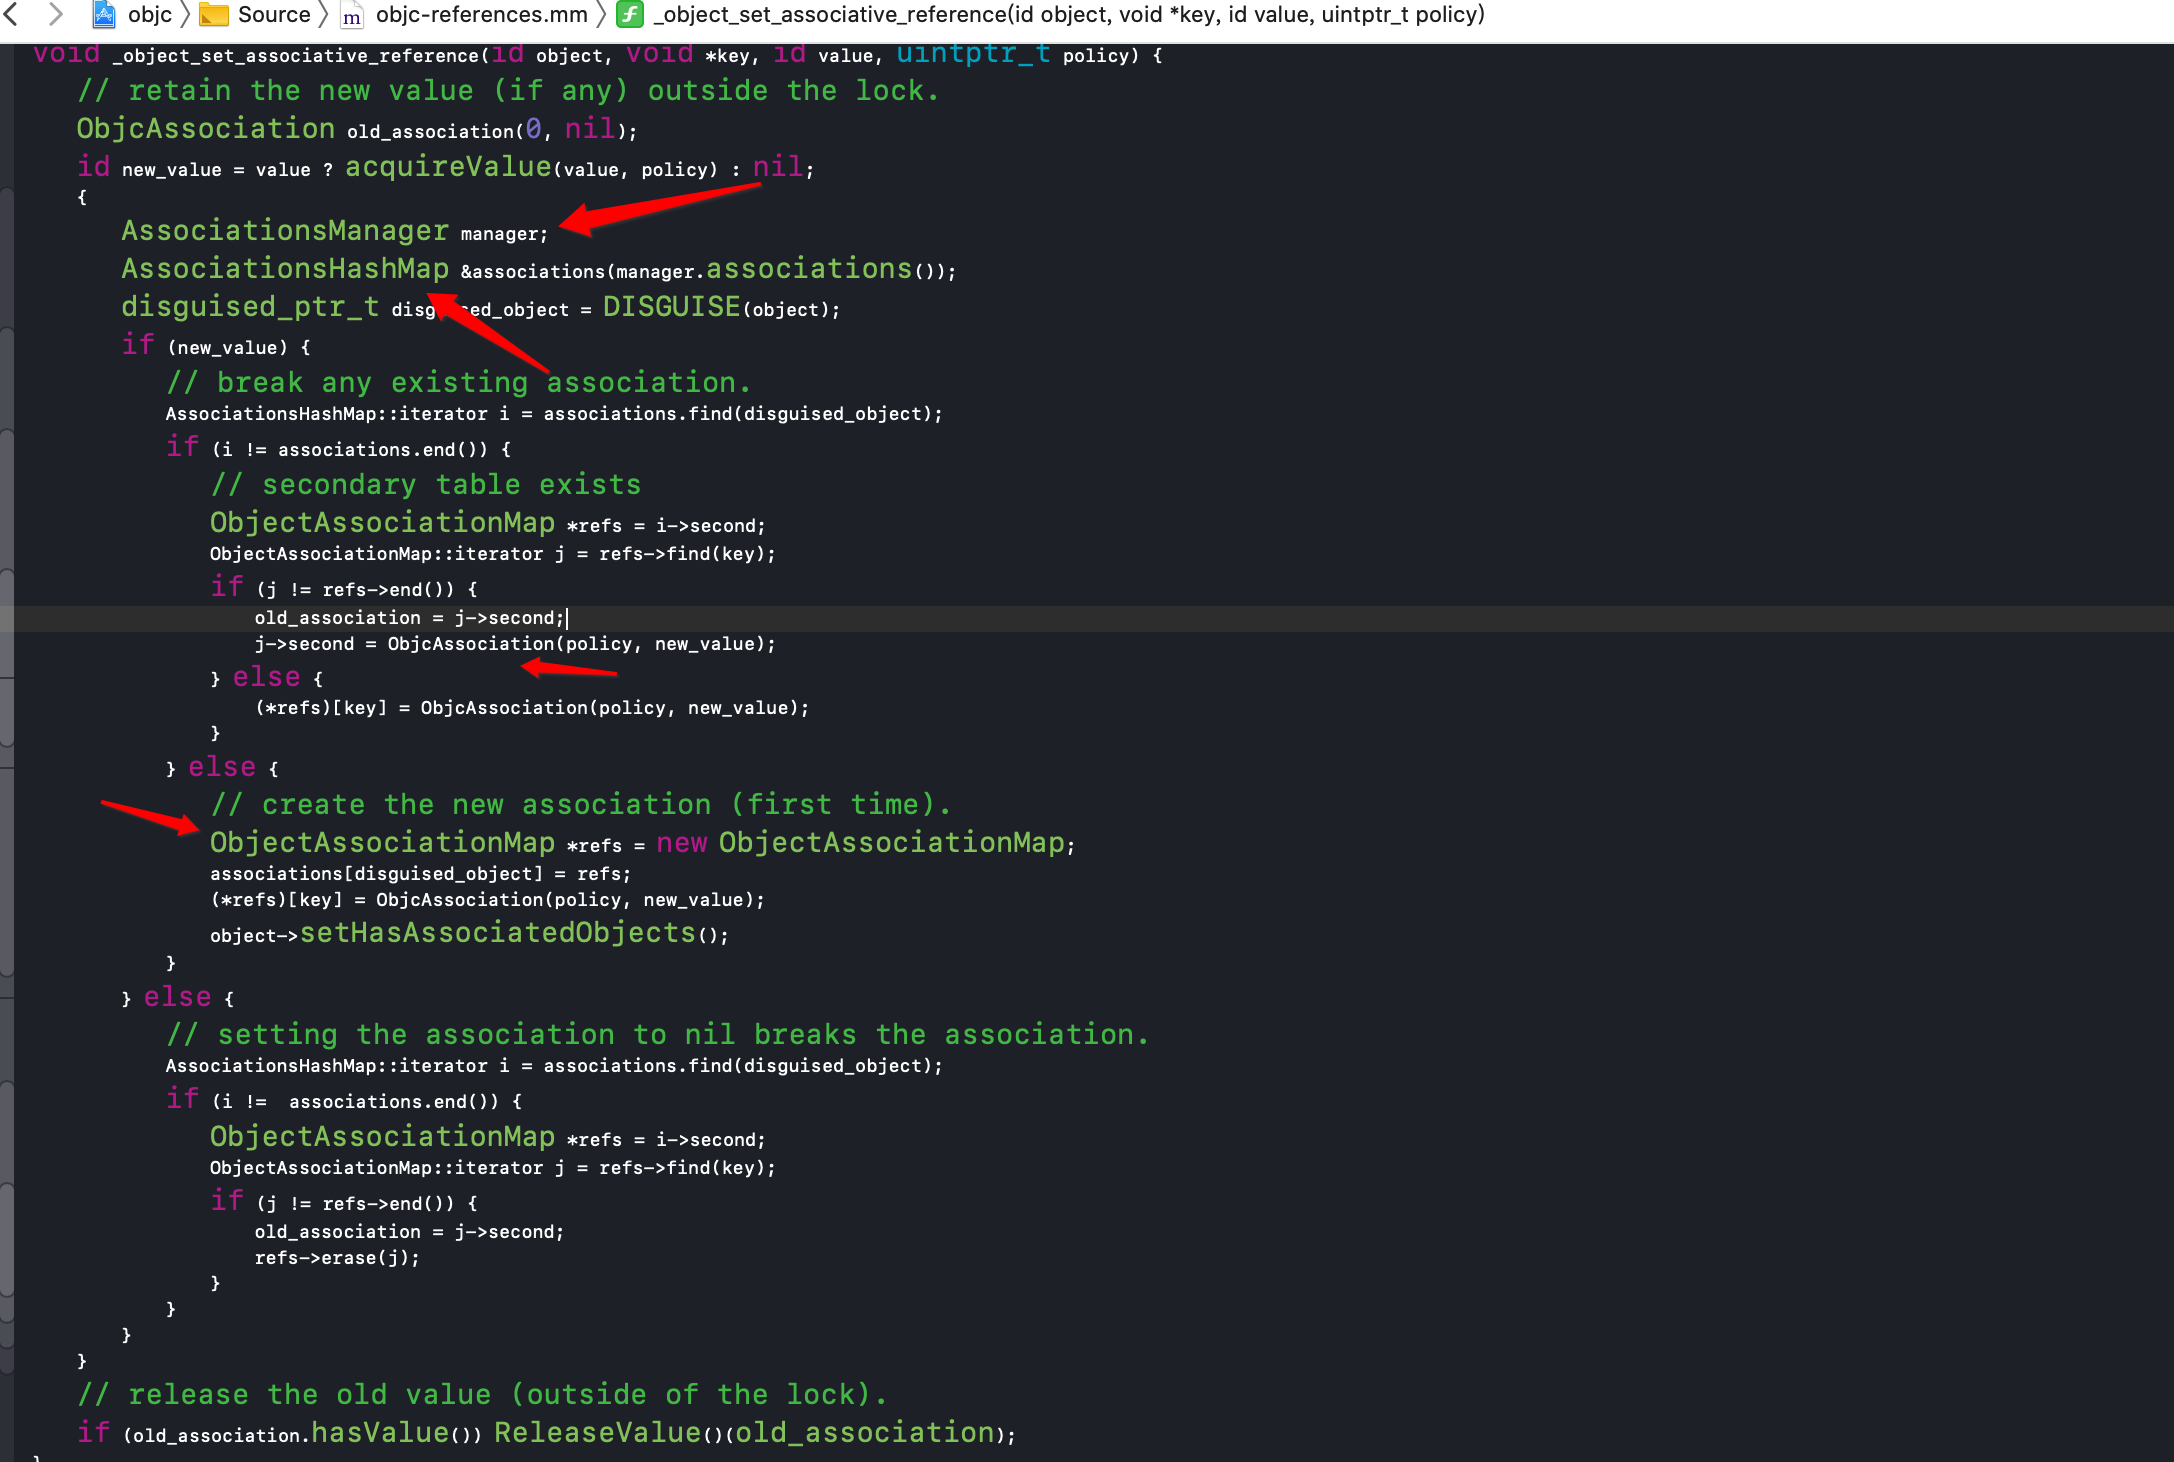 objc Source objc-references.mm _object_set_associative_reference(id object, void *key, id value, uintptr_t policy)
void _object_set_associative_reference(id object, void *key, id value, uintptr_t policy) {
// retain the new value (if any) outside the lock.
ObjcAssociation old_association(0, nil);
id new_value = value ? acquireValue(value, policy) : nil;
{
AssociationsManager manager;
AssociationsHashMap &associations(manager.associations());
disguised_ptr_t disguised_object = DISGUISE(object);
if (new_value) {
// break any existing association.
AssociationsHashMap::iterator i = associations.find(disguised_object);
if (i != associations.end()) {
// secondary table exists
ObjectAssociationMap *refs = i->second;
ObjectAssociationMap::iterator j = refs->find(key);
if (j != refs->end()) {
old_association = j->second;
j->second = ObjcAssociation(policy, new_value);
} else {
(*refs)[key] = ObjcAssociation(policy, new_value);
}
} else {
// create the new association (first time).
ObjectAssociationMap *refs = new ObjectAssociationMap;
associations[disguised_object] = refs;
(*refs)[key] = ObjcAssociation(policy, new_value);
object->setHasAssociatedObjects();
}
} else {
// setting the association to nil breaks the association.
AssociationsHashMap::iterator i = associations.find(disguised_object);
if (i !=  associations.end()) {
ObjectAssociationMap *refs = i->second;
ObjectAssociationMap::iterator j = refs->find(key);
if (j != refs->end()) {
old_association = j->second;
refs->erase(j);
}
}
}
}
// release the old value (outside of the lock).
if (old_association.hasValue()) ReleaseValue()(old_association);